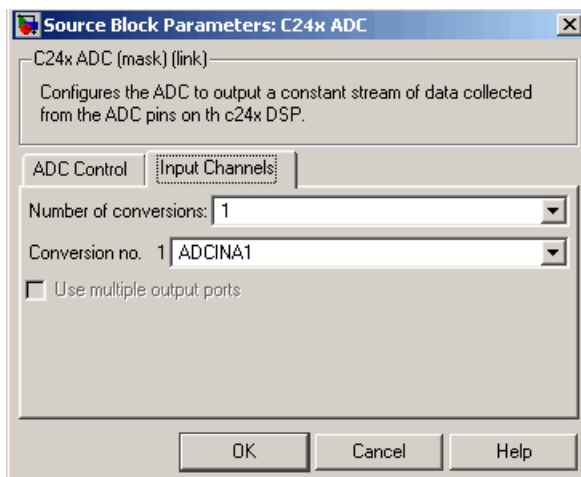 Source Block Parameters: C24x ADC
C24x ADC (mask) (link)
Configures the ADC to output a constant stream of data collected
from the ADC pins on th c24x DSP.
ADC Control Input Channels
Number of conversions: 1
Conversion no. 1 ADCINA1
Use multiple output ports
OK Cancel Help